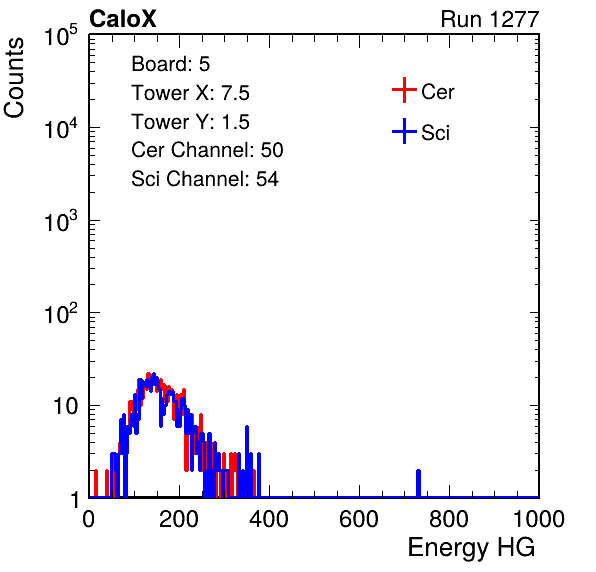 CaloX Run 1277
Counts
10^5
10^4
10^3
10^2
10
1
Board: 5
Tower X: 7.5
Tower Y: 1.5
Cer Channel: 50
Sci Channel: 54
Cer
Sci
0 200 400 600 800 1000
Energy HG